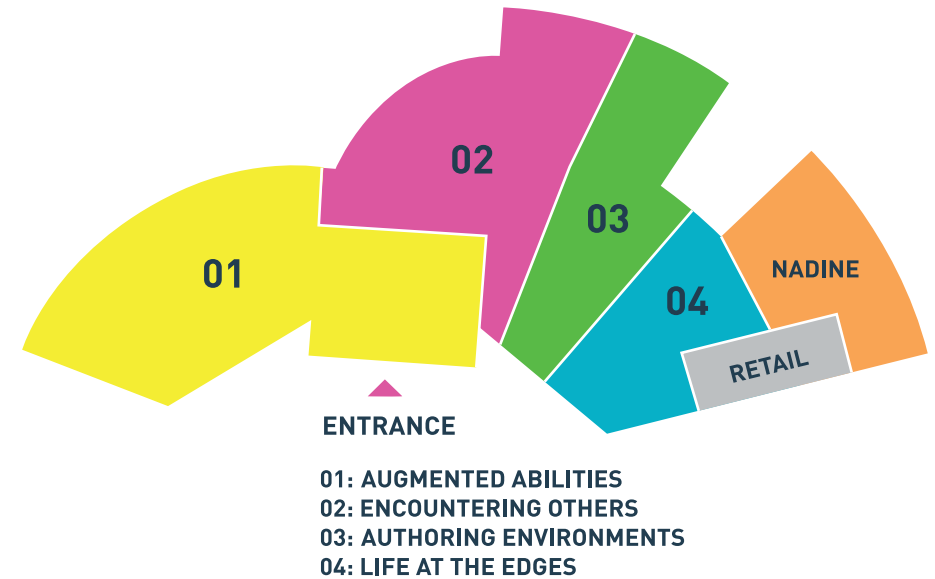 02
01
03
NADINE
04
RETAIL
ENTRANCE
01: AUGMENTED ABILITIES
02: ENCOUNTERING OTHERS
03: AUTHORING ENVIRONMENTS
04: LIFE AT THE EDGES